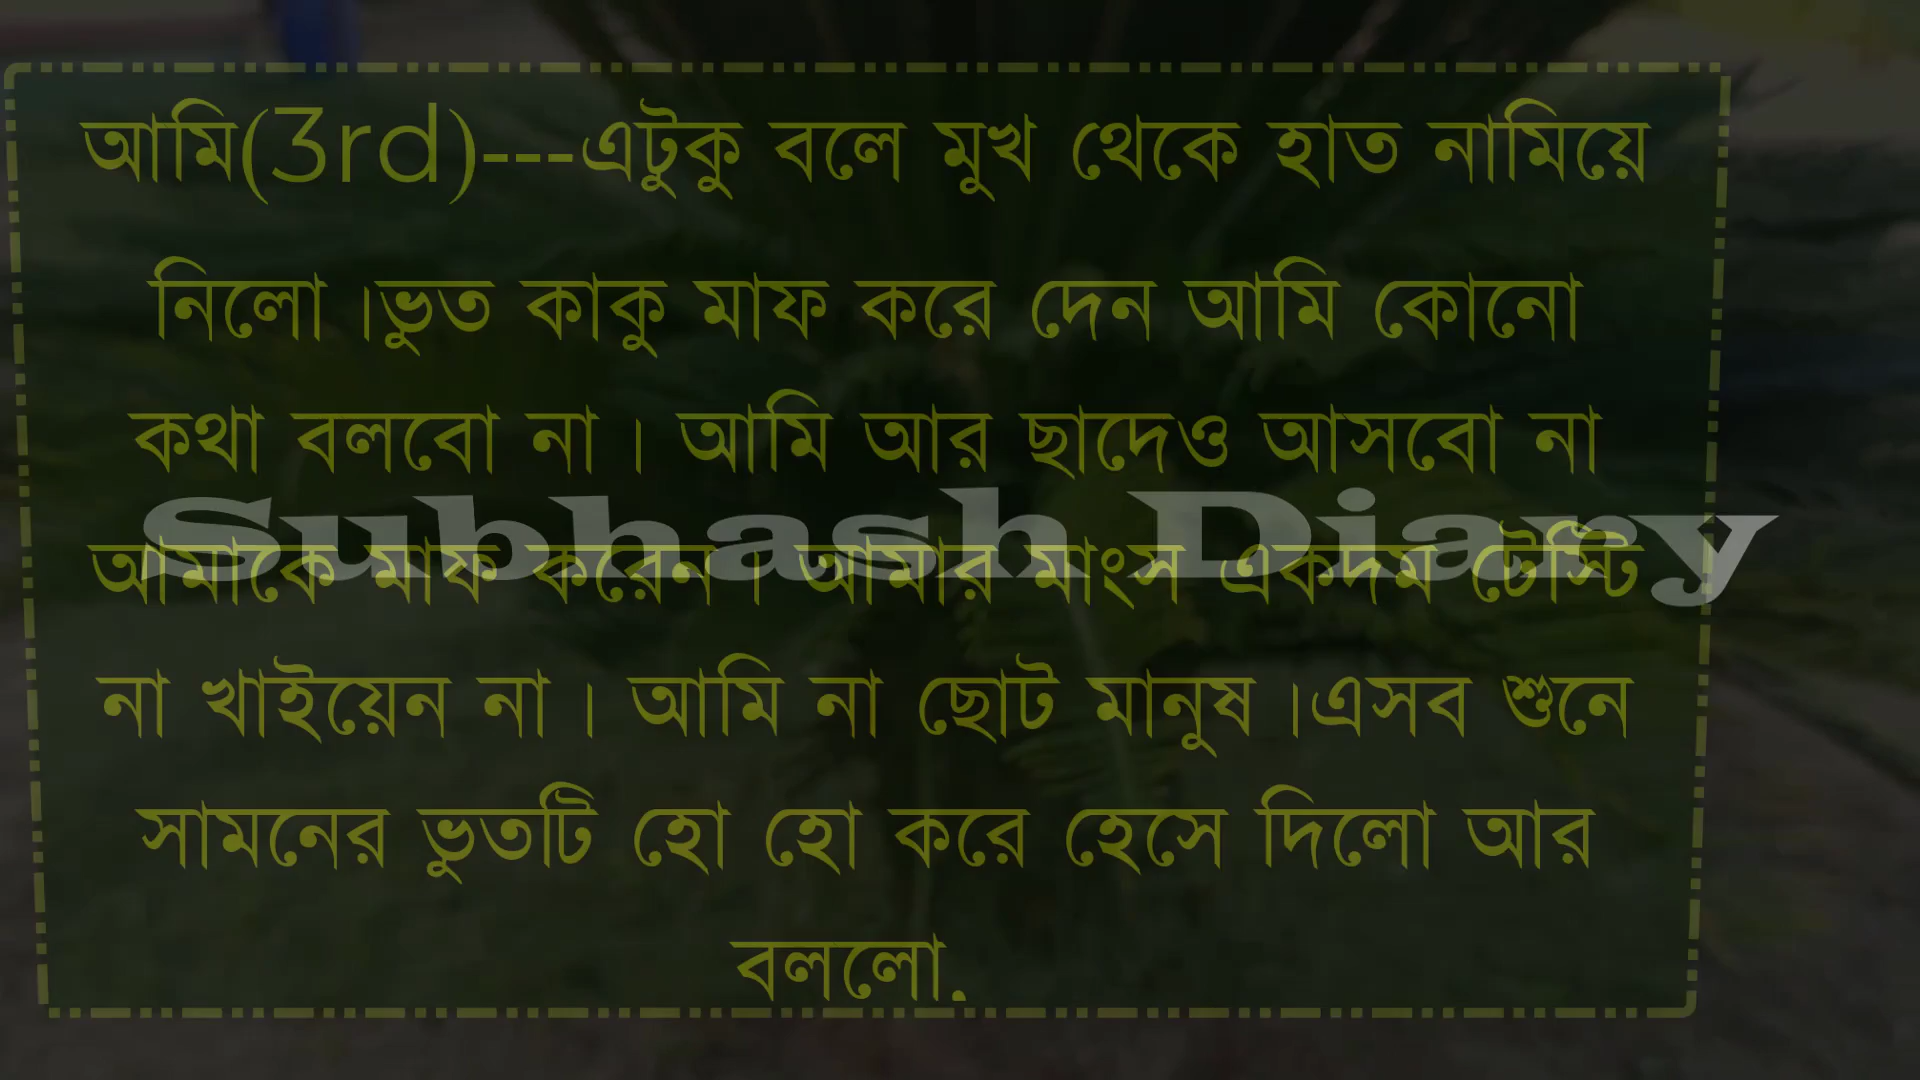 আমি(3rd)---এটুকু বলে মুখ থেকে হাত নামিয়ে
নিলো ।ভুত কাকু মাফ করে দেন আমি কোনো
কথা বলবো না । আমি আর ছাদেও আসবো না
Subhash Diary
আমাকে মাফ করেন । আমার মাংস একদম টেস্টি
না খাইয়েন না । আমি না ছোট মানুষ ।এসব শুনে
সামনের ভুতটি হো হো করে হেসে দিলো আর
বললো.